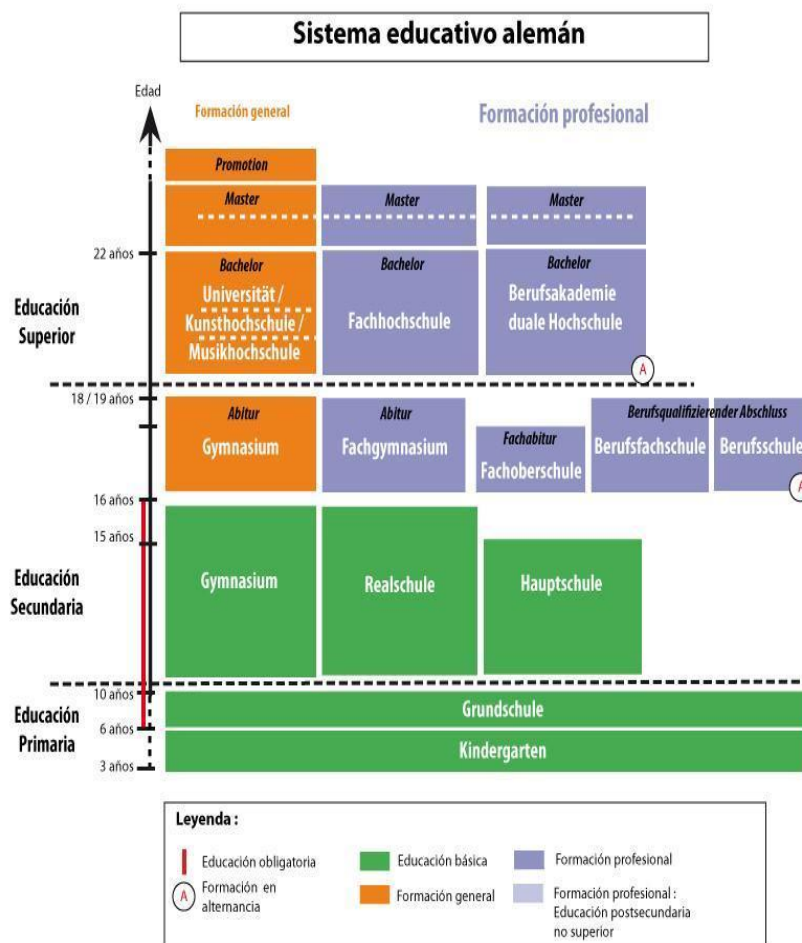 Sistema educativo alemán
Edad
Formación general
Formación profesional
Promotion
Master
Master
Master
22 años
Bachelor
Bachelor
Bachelor
Universität /
Kunsthochschule /
Musikhochschule
Fachhochschule
Berufsakademie
duale Hochschule
Educación
Superior
A
18 / 19 años
Abitur
Gymnasium
Abitur
Fachgymnasium
Fachabitur
Fachoberschule
Berufsqualifizierender Abschluss
Berufsfachschule
Berufsschule
A
16 años
15 años
Educación
Secundaria
Gymnasium
Realschule
Hauptschule
10 años
Educación
Primaria
6 años
3 años
Grundschule
Kindergarten
Leyenda :
Educación obligatoria
A
Formación en
alternancia
Educación básica
Formación general
Formación profesional
Formación profesional :
Educación postsecundaria
no superior